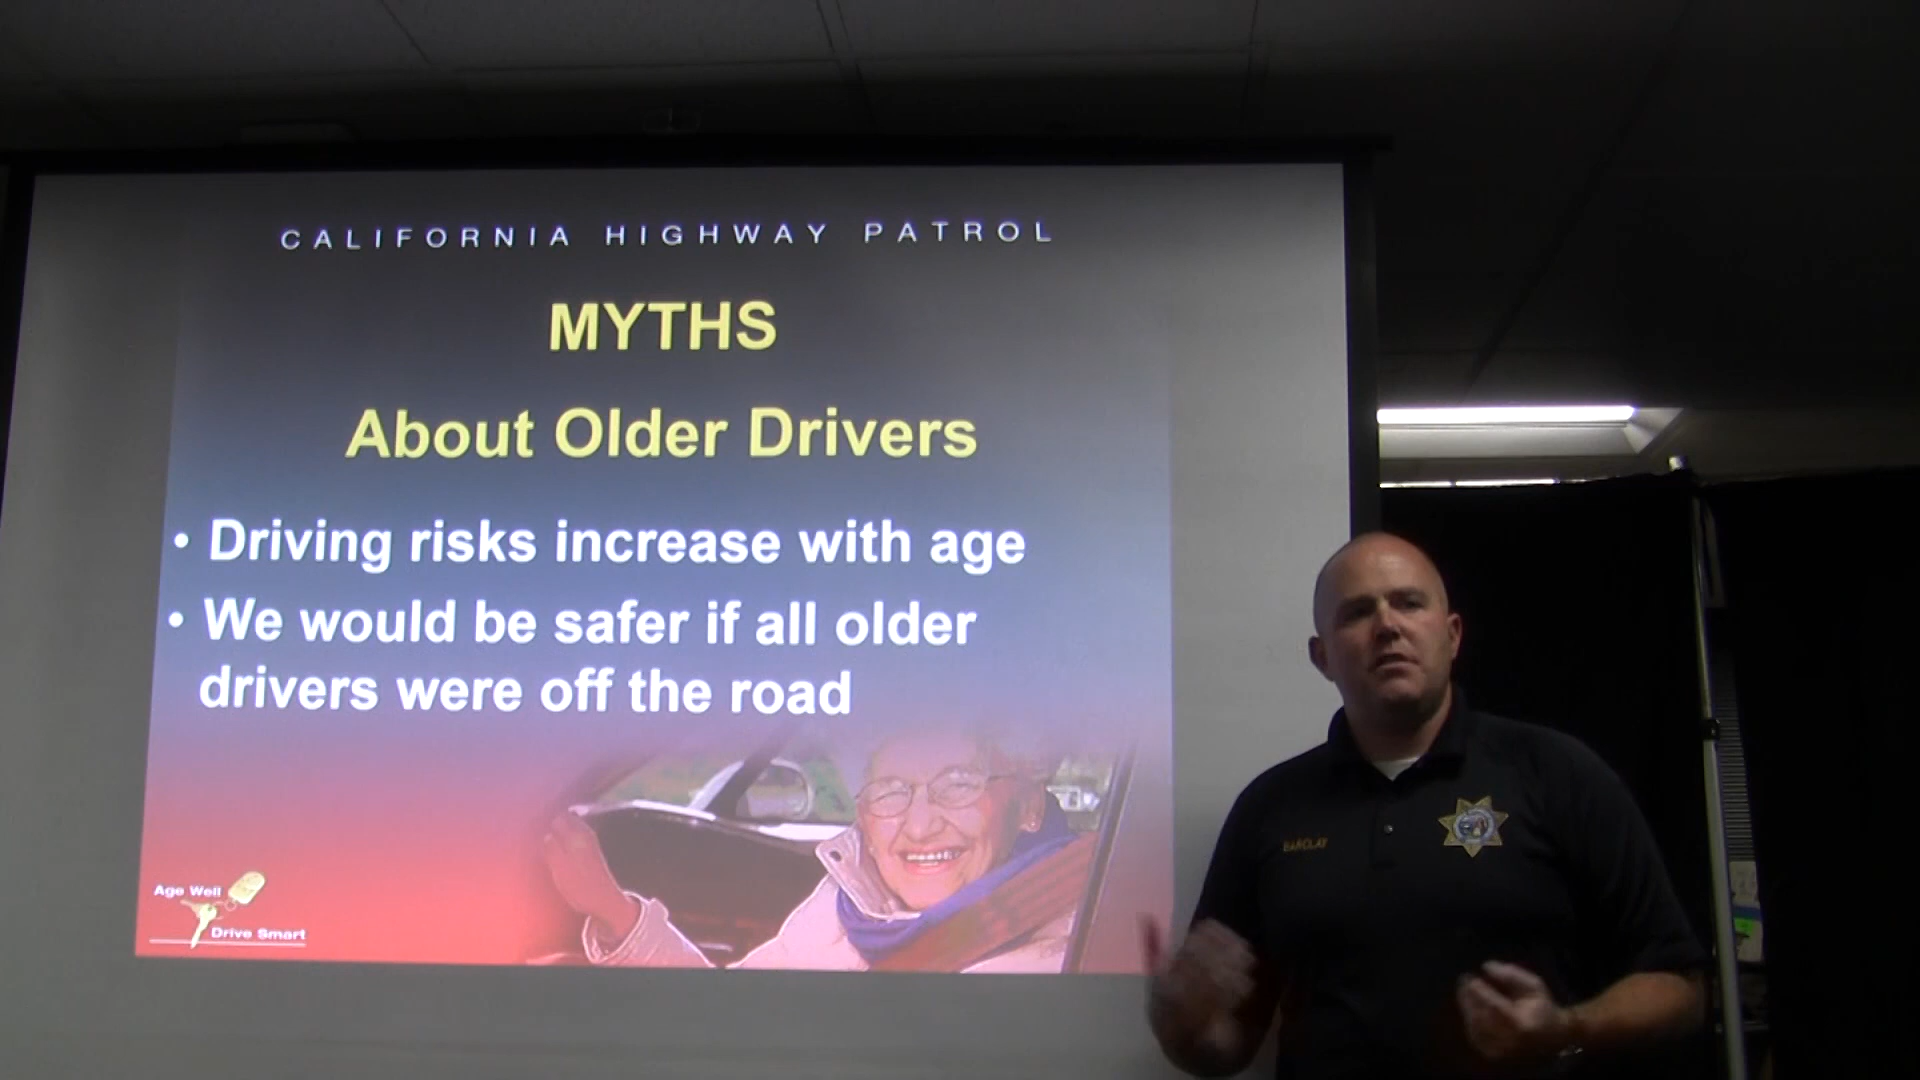 CALIFORNIA HIGHWAY PATROL
MYTHS
About Older Drivers
• Driving risks increase with age
• We would be safer if all older
drivers were off the road
Age Well
Drive Smart
BARCLAY